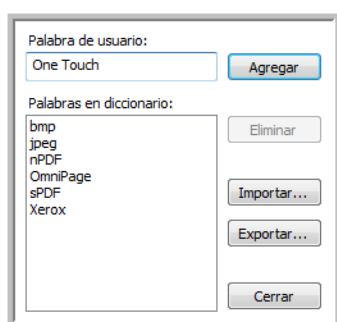 Palabra de usuario:
One Touch
Agregar
Palabras en diccionario:
bmp
jpeg
nPDF
OmniPage
sPDF
Xerox
Eliminar
Importar...
Exportar...
Cerrar